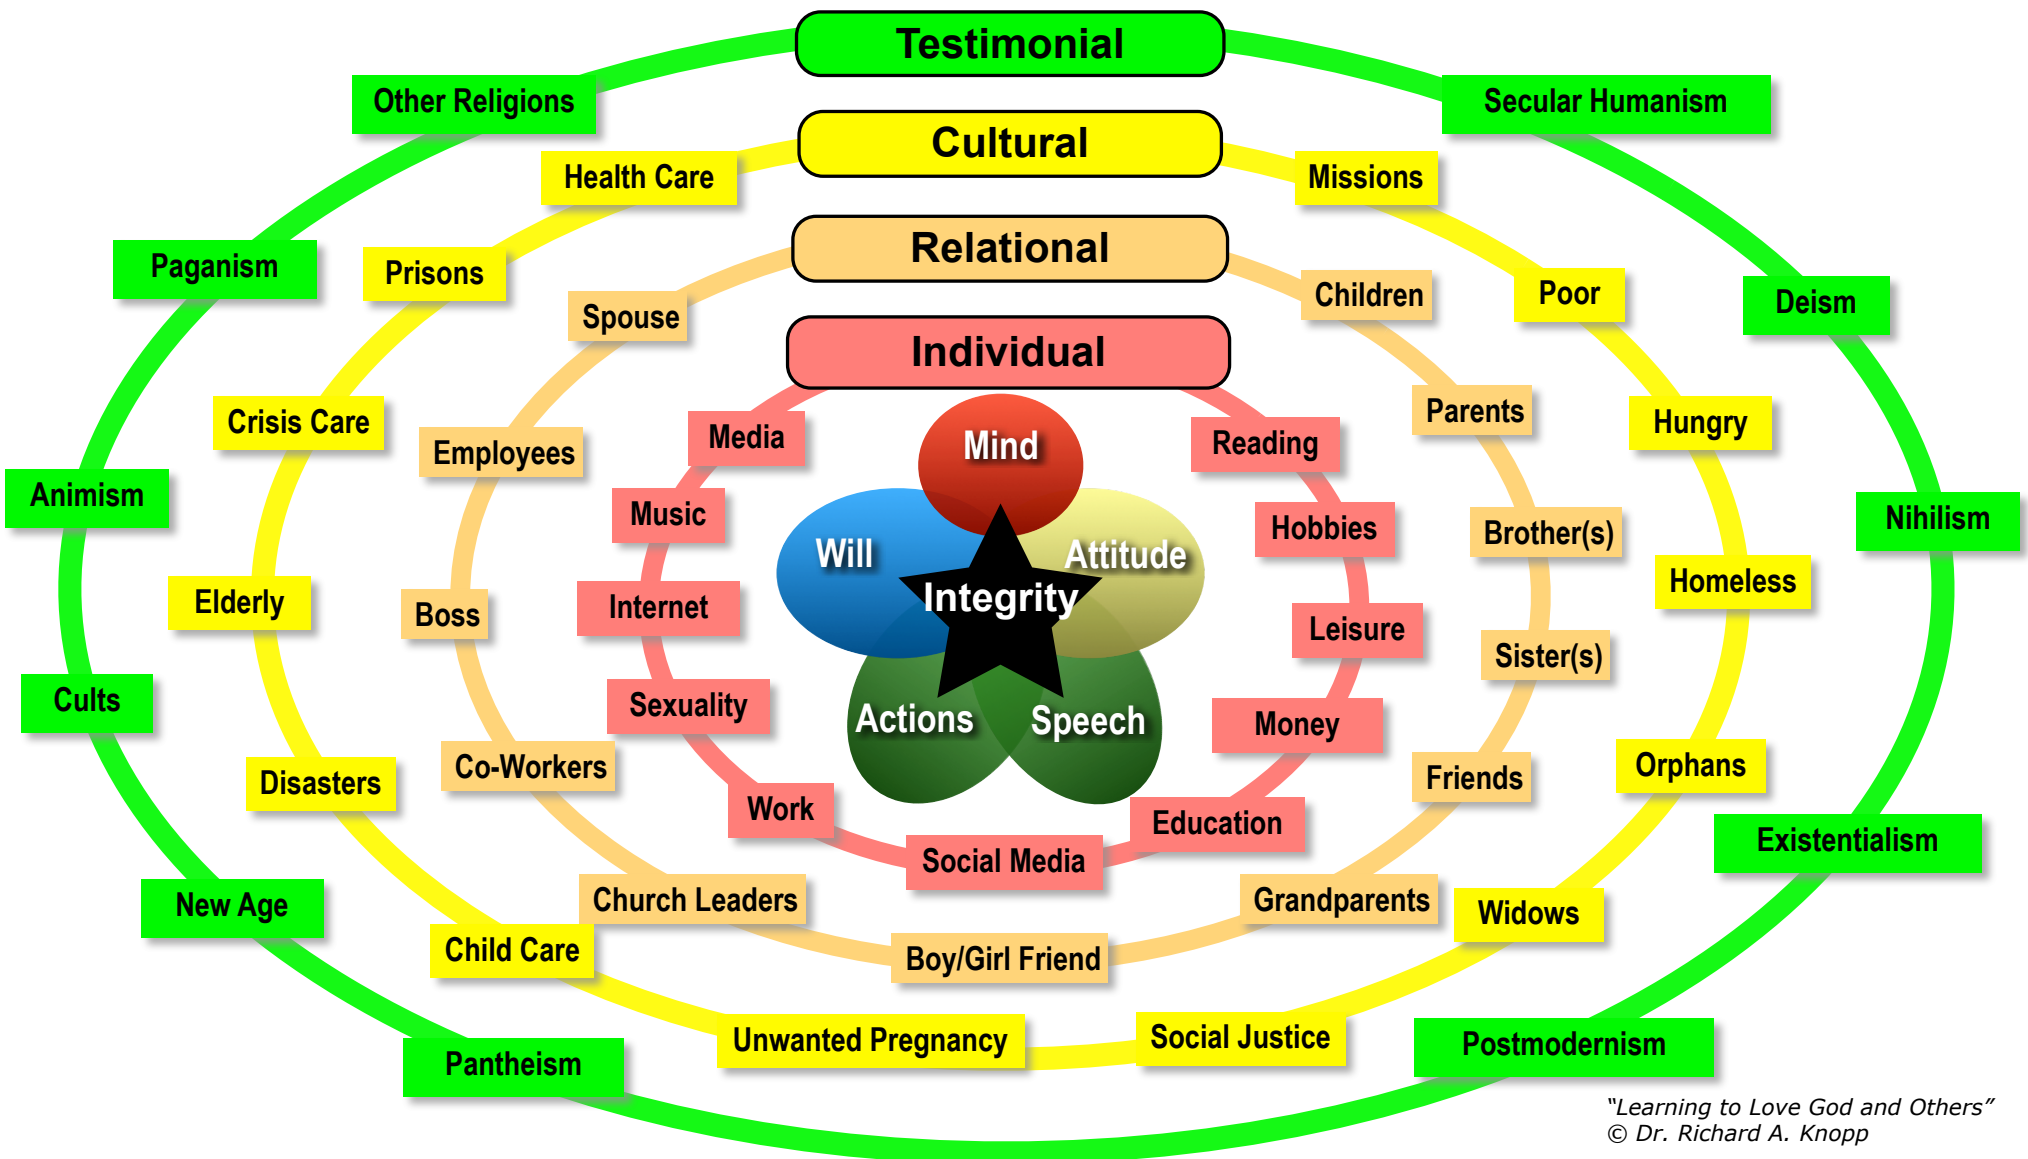 Testimonial
Other Religions
Secular Humanism
Cultural
Health Care
Missions
Relational
Paganism
Prisons
Children
Poor
Deism
Spouse
Individual
Crisis Care
Employees
Media
Mind
Reading
Parents
Hungry
Animism
Music
Will
Attitude
Hobbies
Brother(s)
Nihilism
Elderly
Boss
Internet
Integrity
Leisure
Sister(s)
Homeless
Cults
Sexuality
Actions
Speech
Money
Disasters
Co-Workers
Work
Education
Friends
Orphans
Existentialism
Social Media
New Age
Church Leaders
Grandparents
Widows
Child Care
Boy/Girl Friend
Unwanted Pregnancy
Social Justice
Postmodernism
Pantheism
“Learning to Love God and Others”
© Dr. Richard A. Knopp